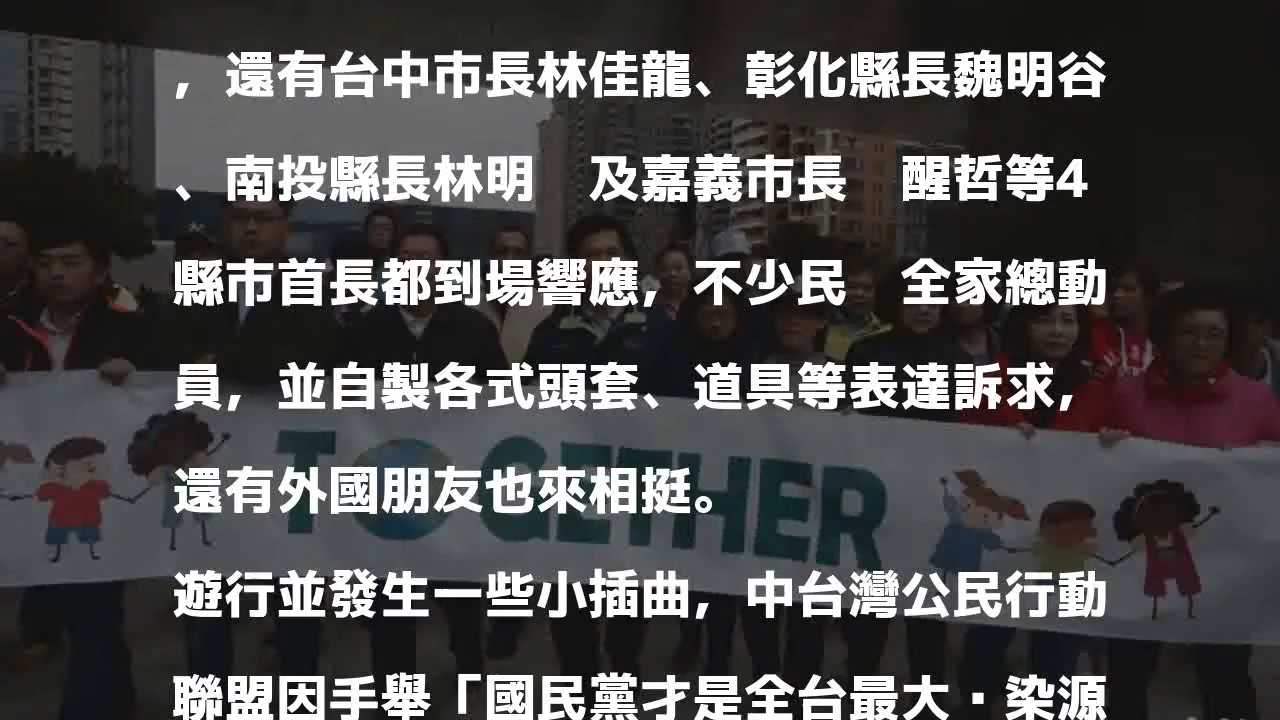 ，還有台中市長林佳龍、彰化縣長魏明谷
、南投縣長林明　及嘉義市長　醒哲等4
縣市首長都到場響應，不少民　全家總動
員，並自製各式頭套、道具等表達訴求，
還有外國朋友也來相挺。
遊行並發生一些小插曲，中台灣公民行動
聯盟因手舉「國民黨才是全台最大・染源
TOGETHER